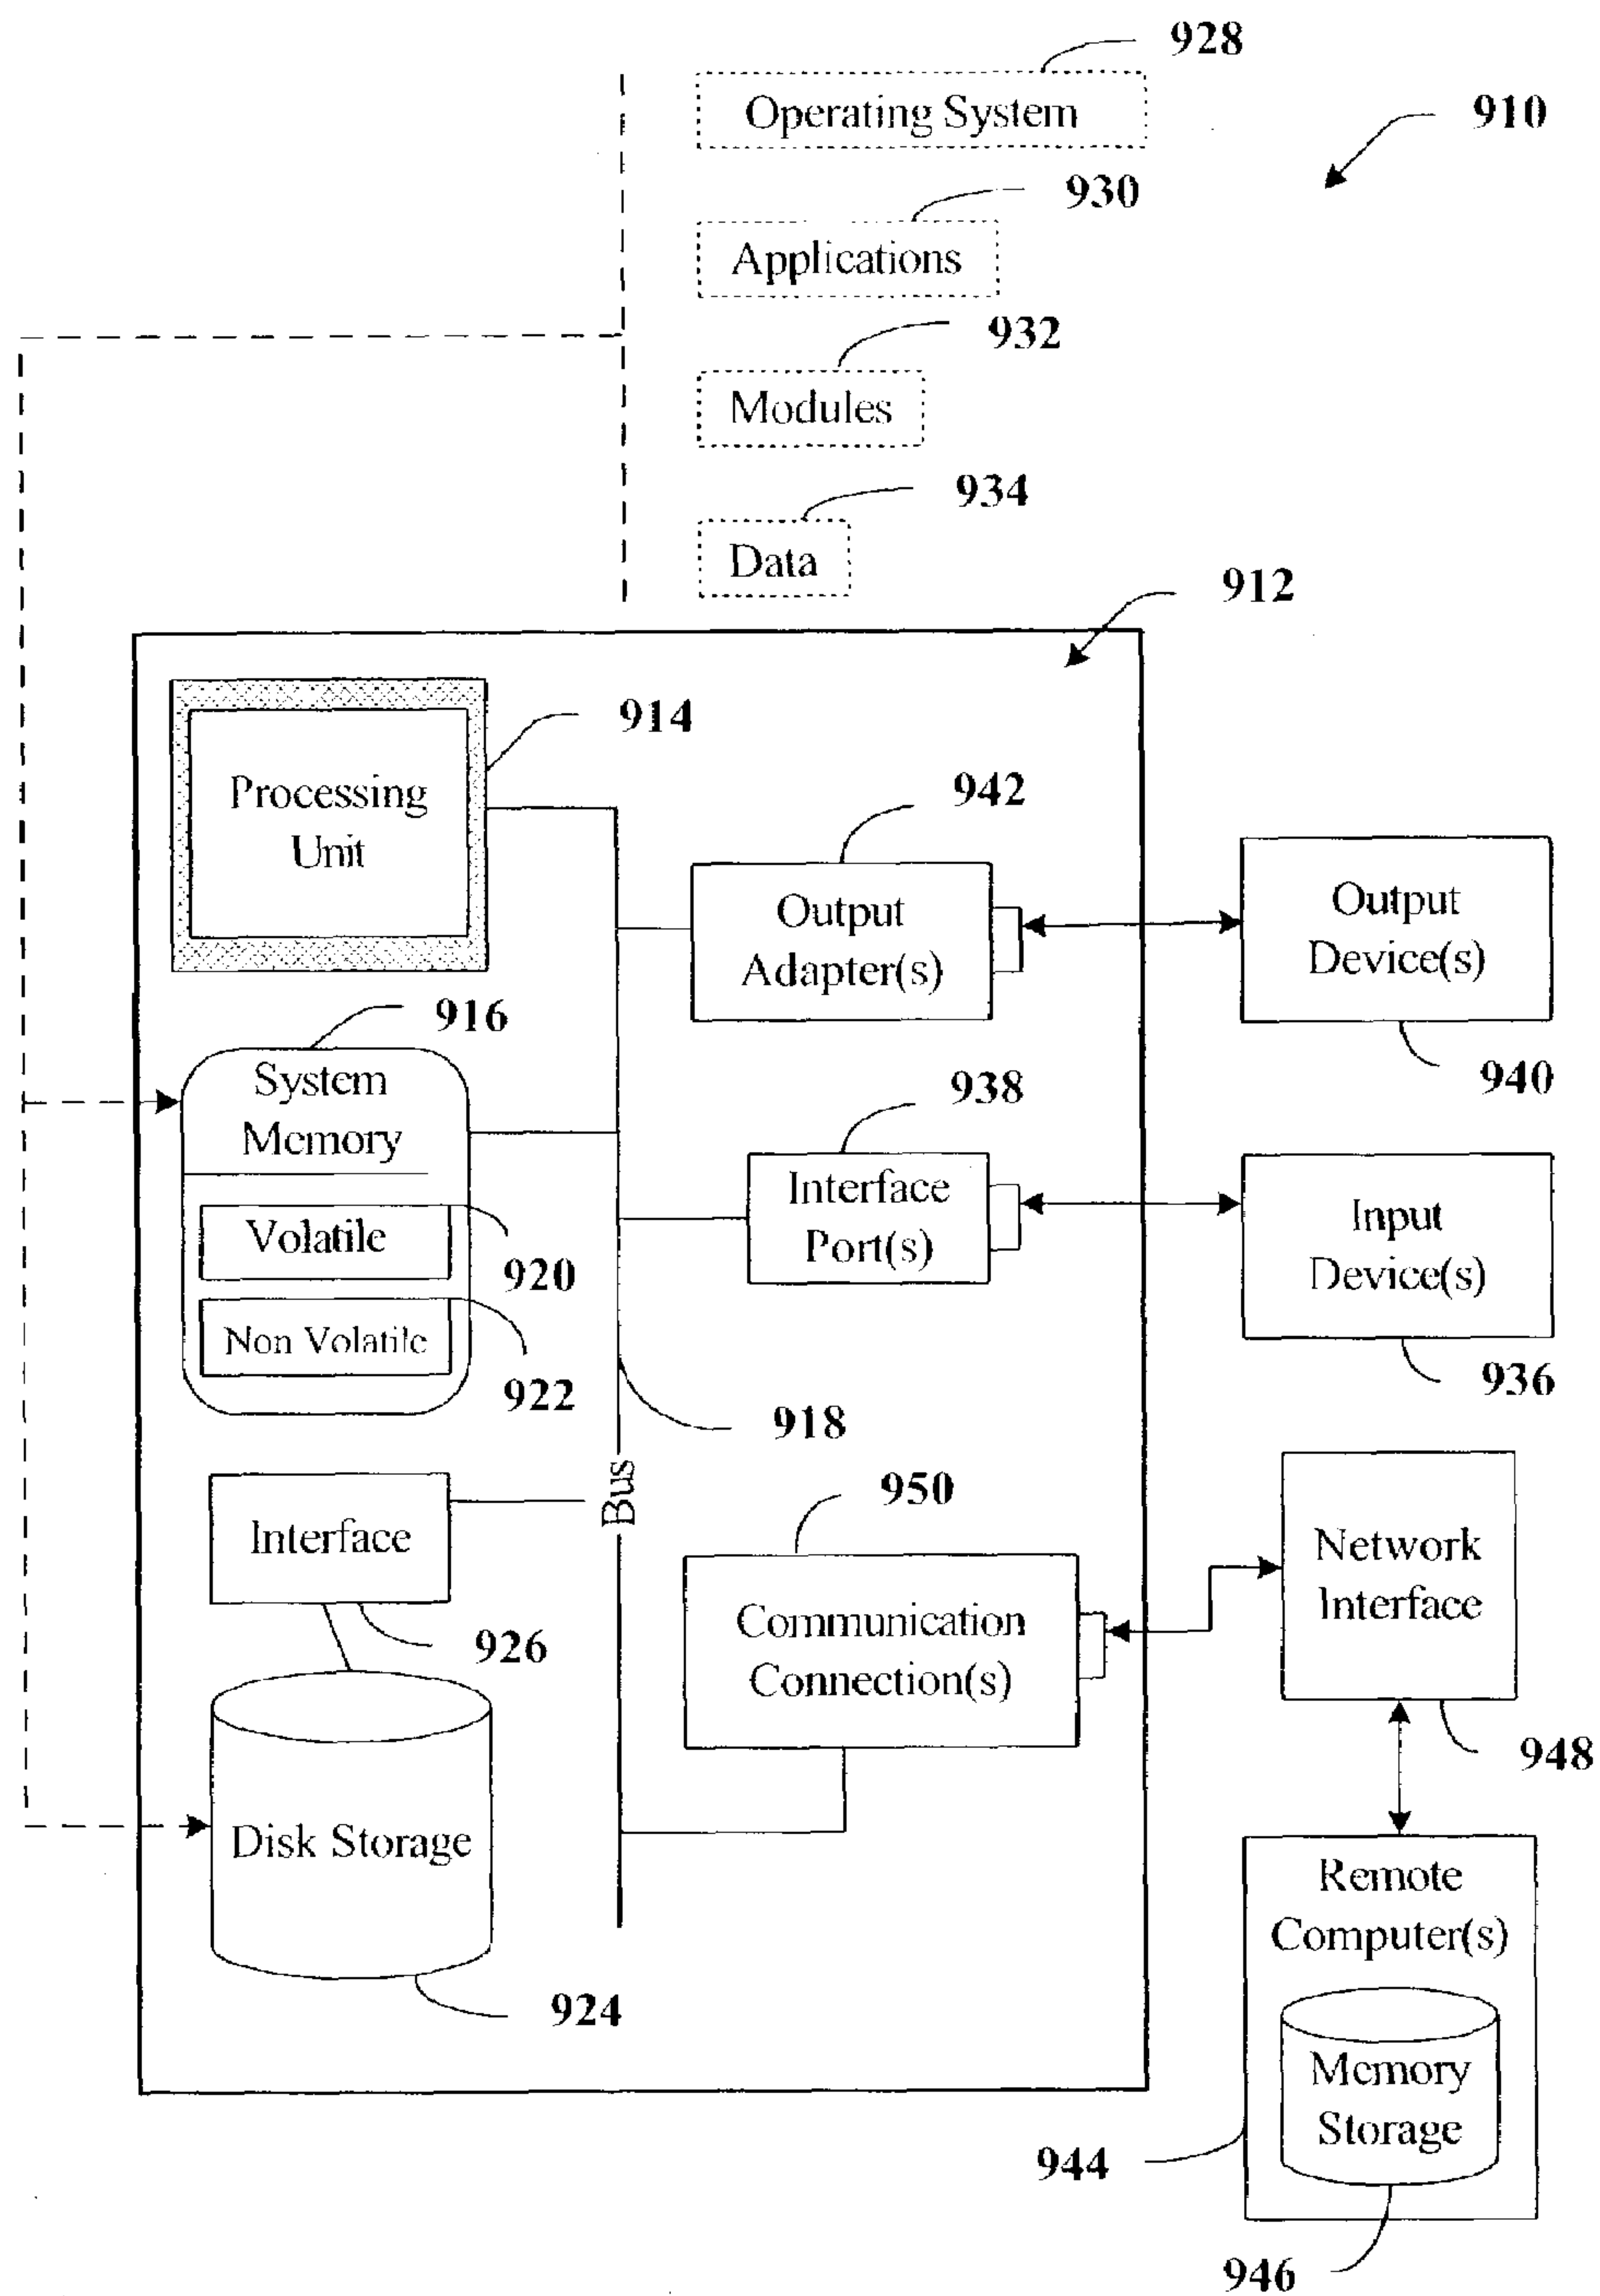 928
Operating System
910
930
Applications
932
Modules
934
Data
912
914
Processing
Unit
942
Output
Adapter(s)
Output
Device(s)
940
916
System
Memory
938
Interface
Port(s)
Input
Device(s)
936
Volatile
920
Non Volatile
922
918
Bus
950
Interface
926
Communication
Connection(s)
Network
Interface
948
Disk Storage
924
Remote
Computer(s)
Memory
Storage
944
946